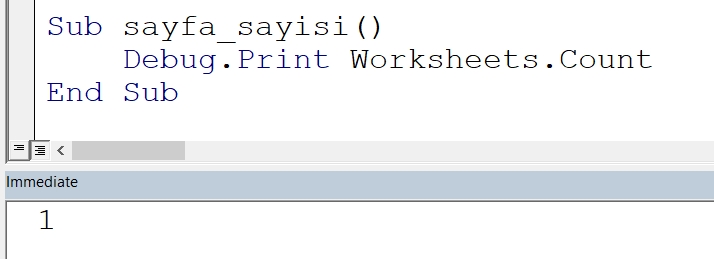 Sub sayfa_sayisi()
Debug.Print Worksheets.Count
End Sub
Immediate
1